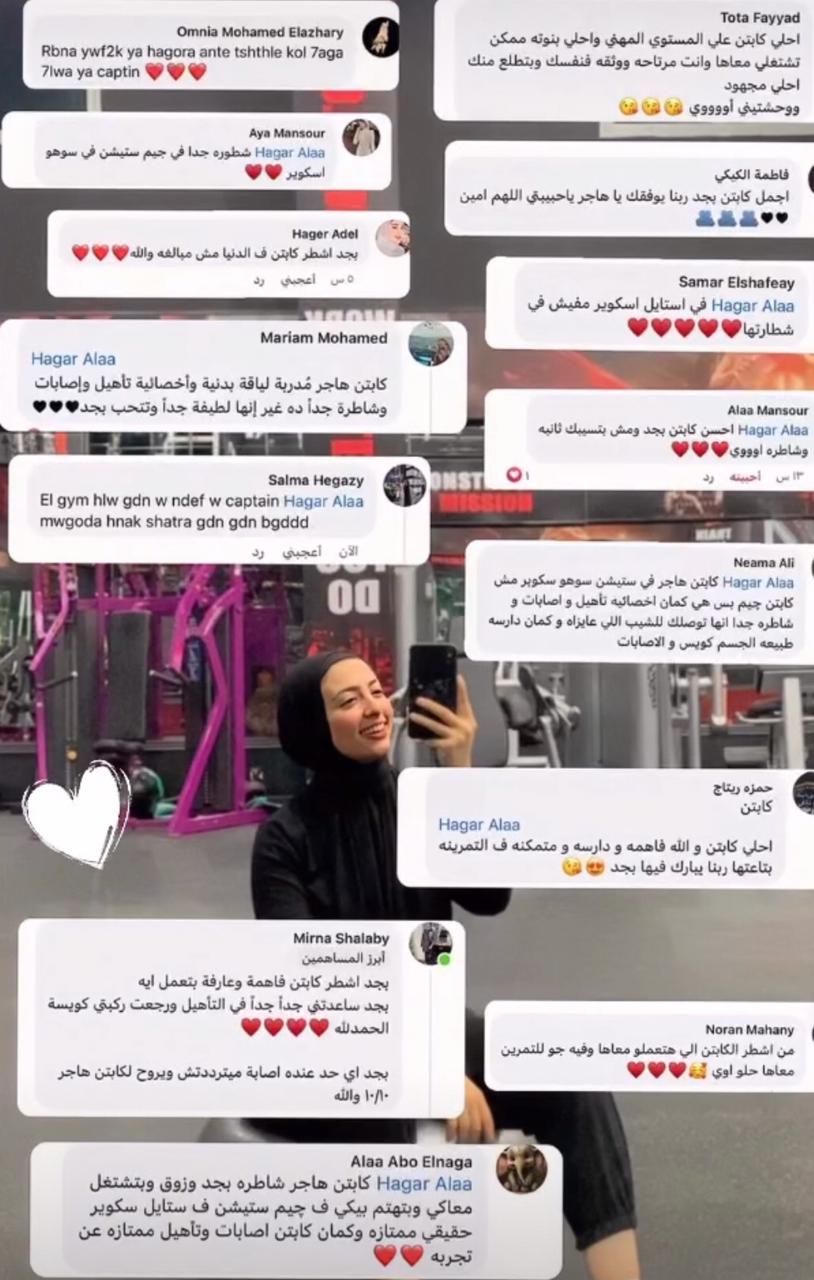 Omnia Mohamed Elazhary
Rbna ywf2k ya hagora ante tshthle kol 7aga
7lwa ya captin ❤️❤️❤️
Tota Fayyad
احلي كابتن علي المستوي المهني واحلي بنوته ممكن
تشتغلي معاها وانت مرتاحه ووثقه فنفسك وبتطلع منك
احلي مجهود
ووحشتيني أووووي 😘😘😘
Aya Mansour
Hagar Alaa شطوره جدا في جيم ستيشن في سوهو
اسكوير ❤️❤️
فاطمة الكيكي
اجمل كابتن بجد ربنا يوفقك يا هاجر ياحبيبتي اللهم امين
🖤🖤🫂🫂🫂
Hager Adel
بجد اشطر كابتن ف الدنيا مش مبالغه والله❤️❤️❤️
٥ س أعجبني رد
Samar Elshafeay
Hagar Alaa في استايل اسكوير مفيش في
شطارتها❤️❤️❤️❤️❤️
Mariam Mohamed
Hagar Alaa
كابتن هاجر مُدربة لياقة بدنية وأخصائية تأهيل وإصابات
وشاطرة جداً ده غير إنها لطيفة جداً وتتحب بجد🖤🖤🖤
Alaa Mansour
Hagar Alaa احسن كابتن بجد ومش بتسيبك ثانيه
وشاطره اوووي❤️❤️❤️
١٣ س أحببته رد ١
Salma Hegazy
El gym hlw gdn w ndef w captain Hagar Alaa
mwgoda hnak shatra gdn gdn bgddd
الآن أعجبني رد
MISSION
DO
Neama Ali
Hagar Alaa كابتن هاجر في ستيشن سوهو سكوير مش
كابتن چيم بس هي كمان اخصائيه تأهيل و اصابات و
شاطره جدا انها توصلك للشيب اللي عايزاه و كمان دارسه
طبيعه الجسم كويس و الاصابات
حمزه ريتاج
كابتن
Hagar Alaa
احلي كابتن و الله فاهمه و دارسه و متمكنه ف التمرينه
بتاعتها ربنا يبارك فيها بجد 😍😘
Mirna Shalaby
أبرز المساهمين
بجد اشطر كابتن فاهمة وعارفة بتعمل ايه
بجد ساعدتني جداً جداً في التأهيل ورجعت ركبتي كويسة
الحمدلله ❤️❤️❤️❤️
بجد اي حد عنده اصابة ميترددتش ويروح لكابتن هاجر
١٠/١٠ والله
Noran Mahany
من اشطر الكابتن الي هتعملو معاها وفيه جو للتمرين
معاها حلو اوي 🥰❤️❤️❤️
Alaa Abo Elnaga
Hagar Alaa كابتن هاجر شاطره بجد وزوق وبتشتغل
معاكي وبتهتم بيكي ف چيم ستيشن ف ستايل سكوير
حقيقي ممتازه وكمان كابتن اصابات وتأهيل ممتازه عن
تجربه ❤️❤️